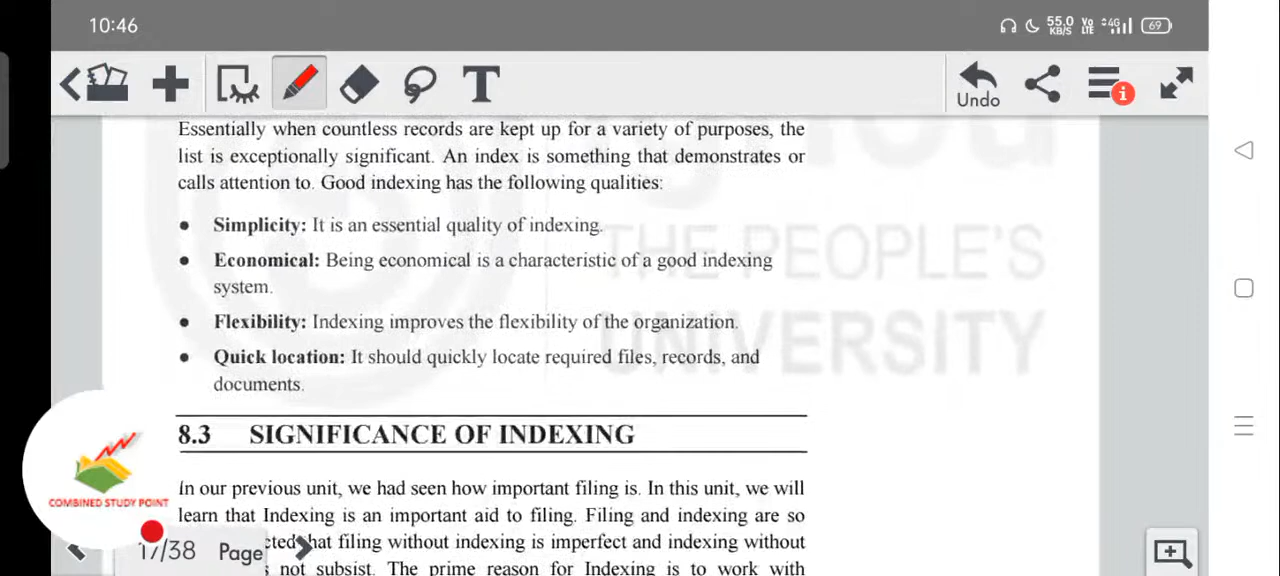 10:46
55.0 KB/S Vo LTE 4G 69
T
Undo
i
Essentially when countless records are kept up for a variety of purposes, the
list is exceptionally significant. An index is something that demonstrates or
calls attention to. Good indexing has the following qualities:
● Simplicity: It is an essential quality of indexing.
● Economical: Being economical is a characteristic of a good indexing
system.
● Flexibility: Indexing improves the flexibility of the organization.
● Quick location: It should quickly locate required files, records, and
documents.
THE PEOPLE'S
UNIVERSITY
8.3 SIGNIFICANCE OF INDEXING
In our previous unit, we had seen how important filing is. In this unit, we will
learn that Indexing is an important aid to filing. Filing and indexing are so
that filing without indexing is imperfect and indexing without
not subsist. The prime reason for Indexing is to work with
COMBINED STUDY POINT
17/38 Page